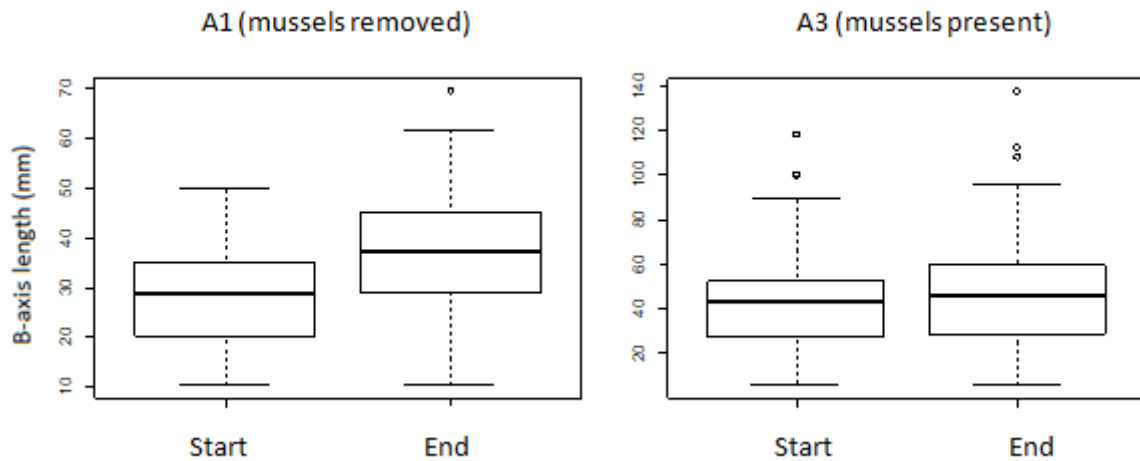 A1 (mussels removed)
A3 (mussels present)
B-axis length (mm)
70
60
50
40
30
20
10
Start
End
140
120
100
80
60
40
20
Start
End